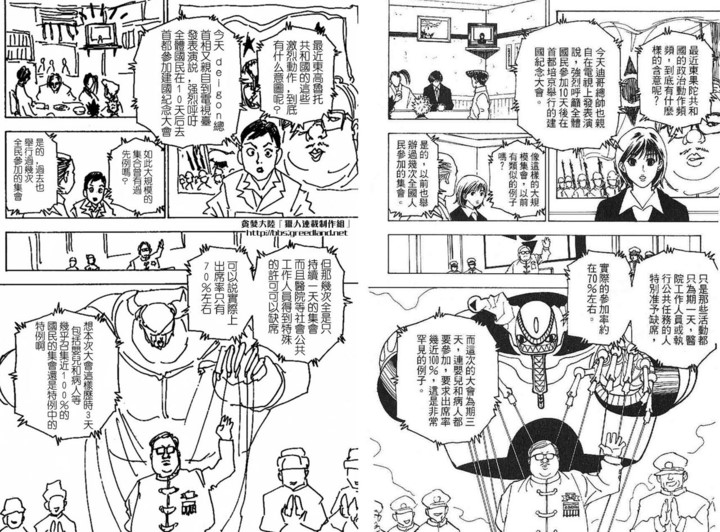 最近東高魯托
共和國的這些
激烈動作,到底
有什么意圖呢?
今天 deigon總
首相又親自到電視臺
發表演說,强烈呼吁
全體國民在10天后去
首都參加建國紀念大會
如此大規模的
集合曾有過
先例嗎?
是的,過去也
舉行過幾次
全民參加的集會
貪婪大陸「獵人連載制作組」
~http://bbs.greedland.net
但那幾次全是只
持續一天的集會
而且醫院等社會公共
工作人員得到特殊
的許可可以缺席
可以說實際上
出席率只有
70%左右
想本次大會這樣歷時3天
包括嬰兒和病人等
幾乎召集近100%的
國民的集會還是特例中的
特例啊。
最近東果陀共和
國的政治動作頻
頻,到底有什麼
樣的含意呢?
今天迪哥總帥也親
自在電視上發表演
說,強烈呼籲全體
國民參加10天後在
首都培京舉行的建
國紀念大會。
像這樣的大規
模集會,以前
有類似的例子
嗎?
是的,以前也舉
辦過幾次全國人
民參加的集會。
只是那些活動都
只為期一天,醫
院工作人員或執
行公共任務的人
特別准予缺席,
實際的參加率約
在70%左右。
而這次的大會為期三
天,連嬰兒和病人都
要參加,要求出席率
幾近100%,這是非常
罕見的例子。